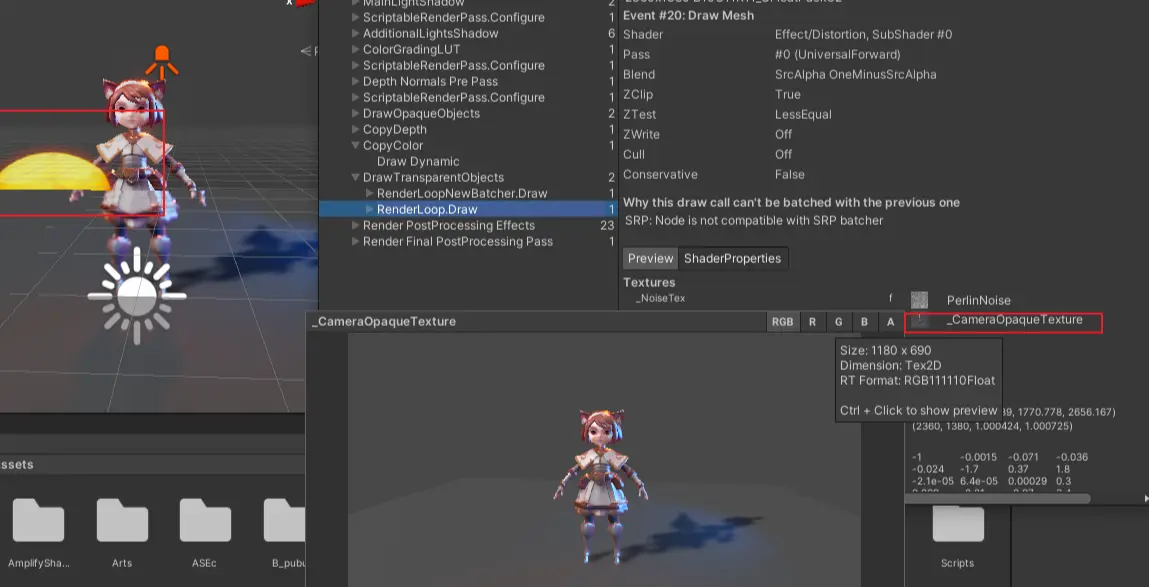 MainLightShadow 2
ScriptableRenderPass.Configure 1
AdditionalLightsShadow 6
ColorGradingLUT 1
ScriptableRenderPass.Configure 1
Depth Normals Pre Pass 1
ScriptableRenderPass.Configure 1
DrawOpaqueObjects 2
CopyDepth 1
CopyColor 1
Draw Dynamic
DrawTransparentObjects 2
RenderLoopNewBatcher.Draw 1
RenderLoop.Draw 1
Render PostProcessing Effects 23
Render Final PostProcessing Pass 1
x
Event #20: Draw Mesh
Shader Effect/Distortion, SubShader #0
Pass #0 (UniversalForward)
Blend SrcAlpha OneMinusSrcAlpha
ZClip True
ZTest LessEqual
ZWrite Off
Cull Off
Conservative False
Why this draw call can't be batched with the previous one
SRP: Node is not compatible with SRP batcher
Preview ShaderProperties
Textures
_NoiseTex f PerlinNoise
_CameraOpaqueTexture
_CameraOpaqueTexture RGB R G B A
Size: 1180 x 690
Dimension: Tex2D
RT Format: RGB111110Float
Ctrl + Click to show preview
39, 1770.778, 2656.167)
(2360, 1380, 1.000424, 1.000725)
-1 -0.0015 -0.071 -0.036
-0.024 -1.7 0.37 1.8
-2.1e-05 6.4e-05 0.00029 0.3
ssets
AmplifySha...
Arts
ASEc
B_pubu
Scripts